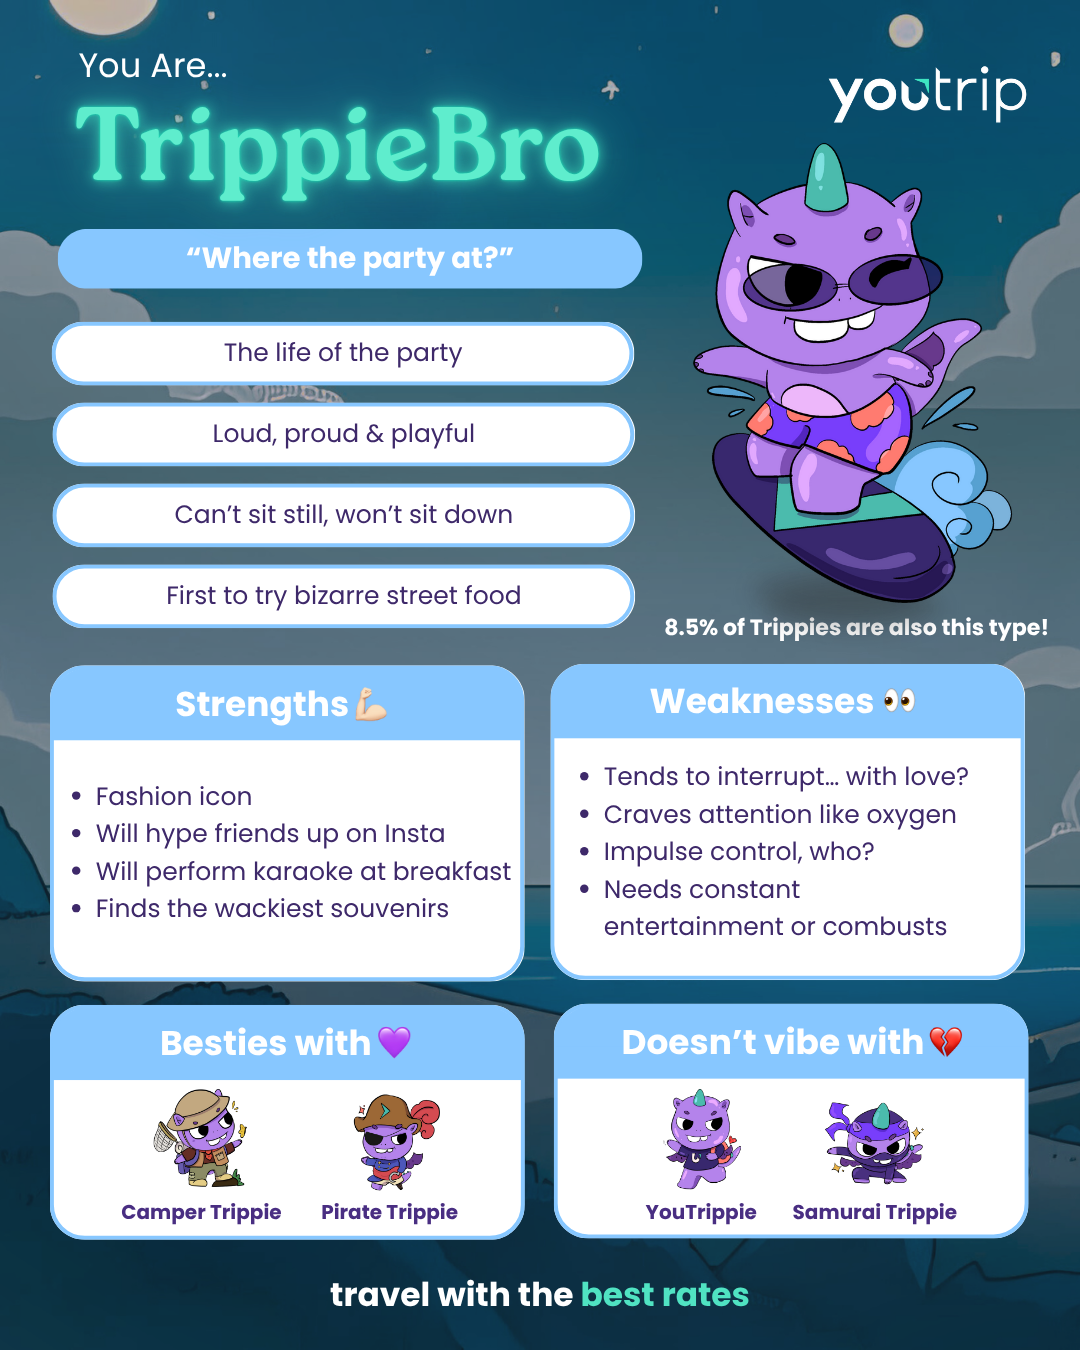 You Are...
youtrip
TrippieBro
“Where the party at?”
The life of the party
Loud, proud & playful
Can’t sit still, won’t sit down
First to try bizarre street food
8.5% of Trippies are also this type!
Strengths💪🏻
• Fashion icon
• Will hype friends up on Insta
• Will perform karaoke at breakfast
• Finds the wackiest souvenirs
Weaknesses 👀
• Tends to interrupt... with love?
• Craves attention like oxygen
• Impulse control, who?
• Needs constant
entertainment or combusts
Besties with💜
Camper Trippie
Pirate Trippie
Doesn’t vibe with💔
YouTrippie
Samurai Trippie
travel with the best rates